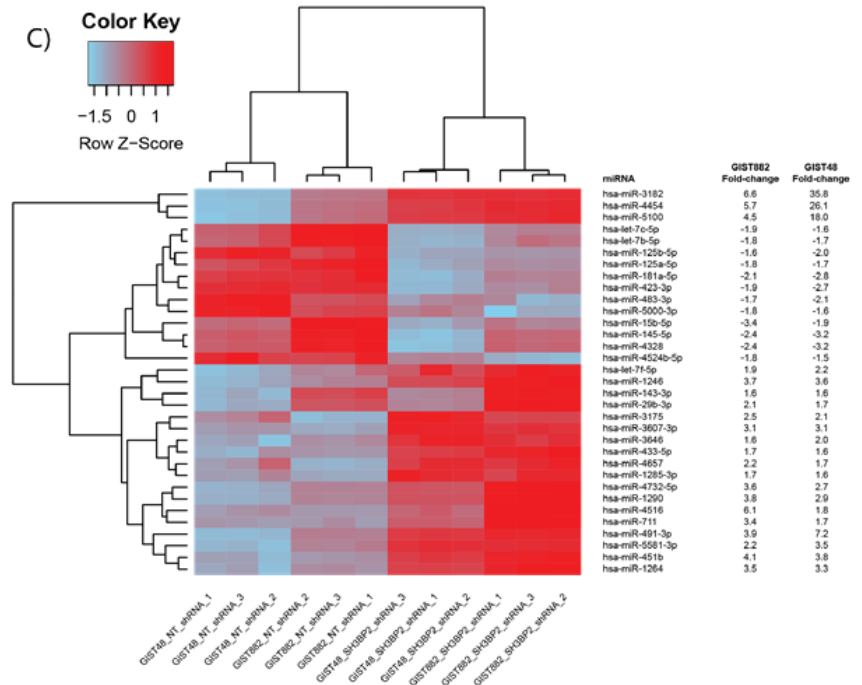 C)
Color Key
−1.5 0 1
Row Z−Score
miRNA GIST882 Fold-change GIST48 Fold-change
hsa-miR-3182 6.6 35.8
hsa-miR-4454 5.7 26.1
hsa-miR-5100 4.5 18.0
hsa-let-7c-5p -1.9 -1.6
hsa-let-7b-5p -1.8 -1.7
hsa-miR-125b-5p -1.6 -2.0
hsa-miR-125a-5p -1.8 -1.7
hsa-miR-181a-5p -2.1 -2.8
hsa-miR-423-3p -1.9 -2.7
hsa-miR-483-3p -1.7 -2.1
hsa-miR-5000-3p -1.8 -1.6
hsa-miR-15b-5p -3.4 -1.9
hsa-miR-145-5p -2.4 -3.2
hsa-miR-4328 -2.4 -3.2
hsa-miR-4524b-5p -1.8 -1.5
hsa-let-7f-5p 1.9 2.2
hsa-miR-1246 3.7 3.6
hsa-miR-143-3p 1.6 1.6
hsa-miR-29b-3p 2.1 1.7
hsa-miR-3175 2.5 2.1
hsa-miR-3607-3p 3.1 3.1
hsa-miR-3646 1.6 2.0
hsa-miR-433-5p 1.7 1.6
hsa-miR-4657 2.2 1.7
hsa-miR-1285-3p 1.7 1.6
hsa-miR-4732-5p 3.6 2.7
hsa-miR-1290 3.8 2.9
hsa-miR-4516 6.1 1.8
hsa-miR-711 3.4 1.7
hsa-miR-491-3p 3.9 7.2
hsa-miR-5581-3p 2.2 3.5
hsa-miR-451b 4.1 3.8
hsa-miR-1264 3.5 3.3
GIST48_NT_shRNA_1
GIST48_NT_shRNA_3
GIST48_NT_shRNA_2
GIST882_NT_shRNA_2
GIST882_NT_shRNA_3
GIST882_NT_shRNA_1
GIST48_SH3BP2_shRNA_3
GIST48_SH3BP2_shRNA_1
GIST48_SH3BP2_shRNA_2
GIST882_SH3BP2_shRNA_1
GIST882_SH3BP2_shRNA_3
GIST882_SH3BP2_shRNA_2